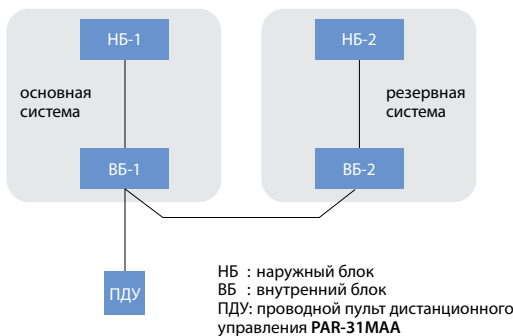 НБ-1
НБ-2
основная
система
резервная
система
ВБ-1
ВБ-2
ПДУ
НБ : наружный блок
ВБ : внутренний блок
ПДУ: проводной пульт дистанционного
управления PAR-31MAA